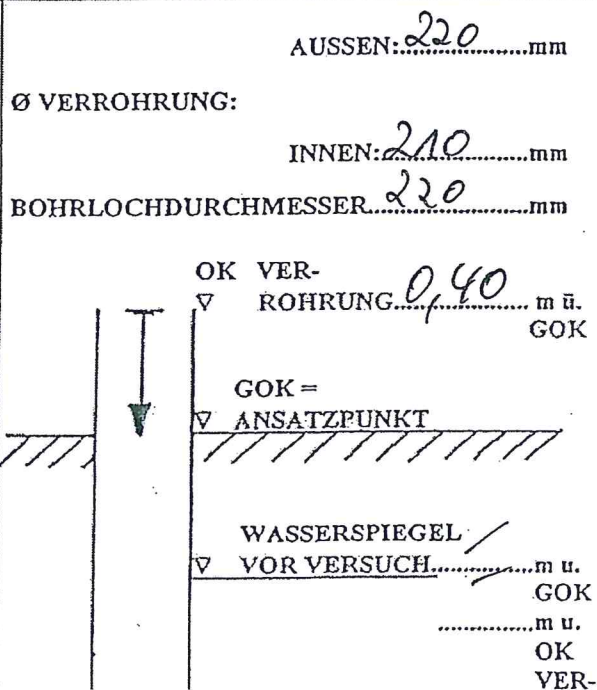 AUSSEN: 220 mm
Ø VERROHRUNG:
INNEN: 210 mm
BOHRLOCHDURCHMESSER 220 mm
OK VER-
▽ ROHRUNG 0,40 m ü.
GOK
GOK =
▽ ANSATZPUNKT
WASSERSPIEGEL /
▽ VOR VERSUCH / m u.
GOK
m u.
OK
VER-